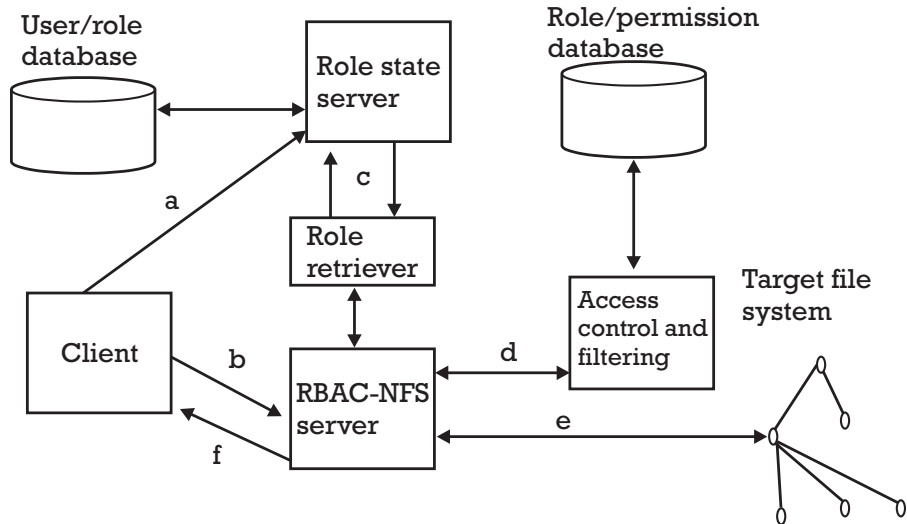 User/role
database
Role state
server
Role/permission
database
a
c
Role
retriever
Client
b
f
RBAC-NFS
server
d
Access
control and
filtering
e
Target file
system